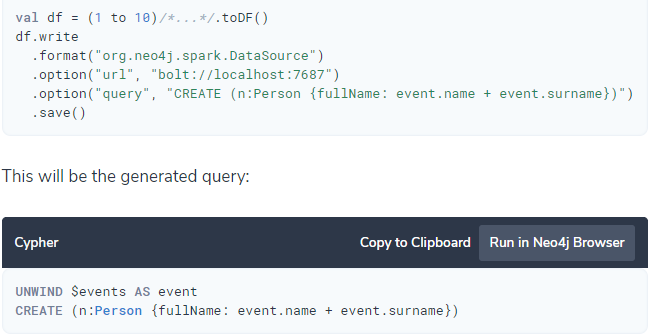 val df = (1 to 10)/*...*/.toDF()
df.write
  .format("org.neo4j.spark.DataSource")
  .option("url", "bolt://localhost:7687")
  .option("query", "CREATE (n:Person {fullName: event.name + event.surname})")
  .save()
This will be the generated query:
Cypher Copy to Clipboard Run in Neo4j Browser
UNWIND $events AS event
CREATE (n:Person {fullName: event.name + event.surname})